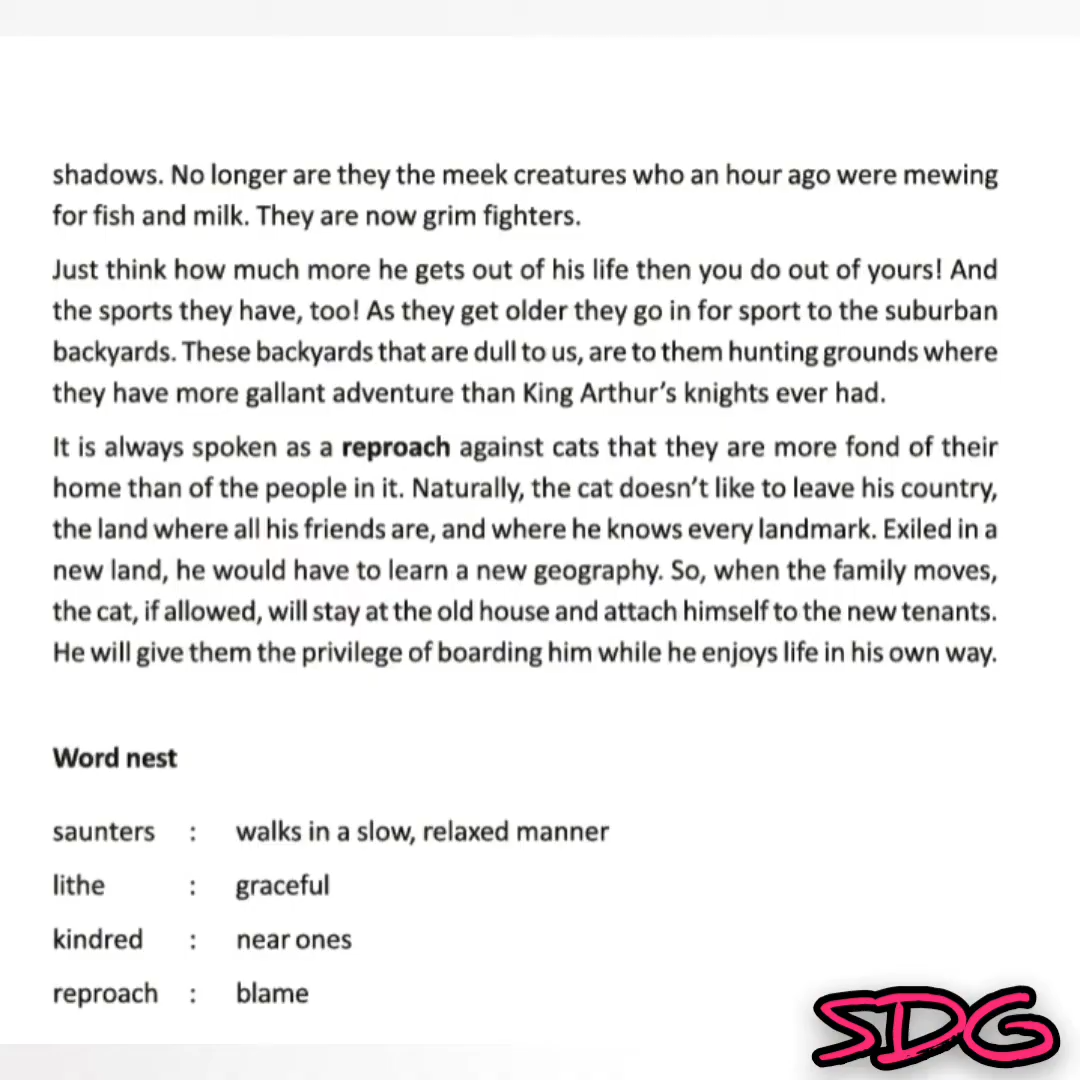 shadows. No longer are they the meek creatures who an hour ago were mewing
for fish and milk. They are now grim fighters.
Just think how much more he gets out of his life then you do out of yours! And
the sports they have, too! As they get older they go in for sport to the suburban
backyards. These backyards that are dull to us, are to them hunting grounds where
they have more gallant adventure than King Arthur’s knights ever had.
It is always spoken as a reproach against cats that they are more fond of their
home than of the people in it. Naturally, the cat doesn’t like to leave his country,
the land where all his friends are, and where he knows every landmark. Exiled in a
new land, he would have to learn a new geography. So, when the family moves,
the cat, if allowed, will stay at the old house and attach himself to the new tenants.
He will give them the privilege of boarding him while he enjoys life in his own way.
Word nest
saunters : walks in a slow, relaxed manner
lithe : graceful
kindred : near ones
reproach : blame
SDG